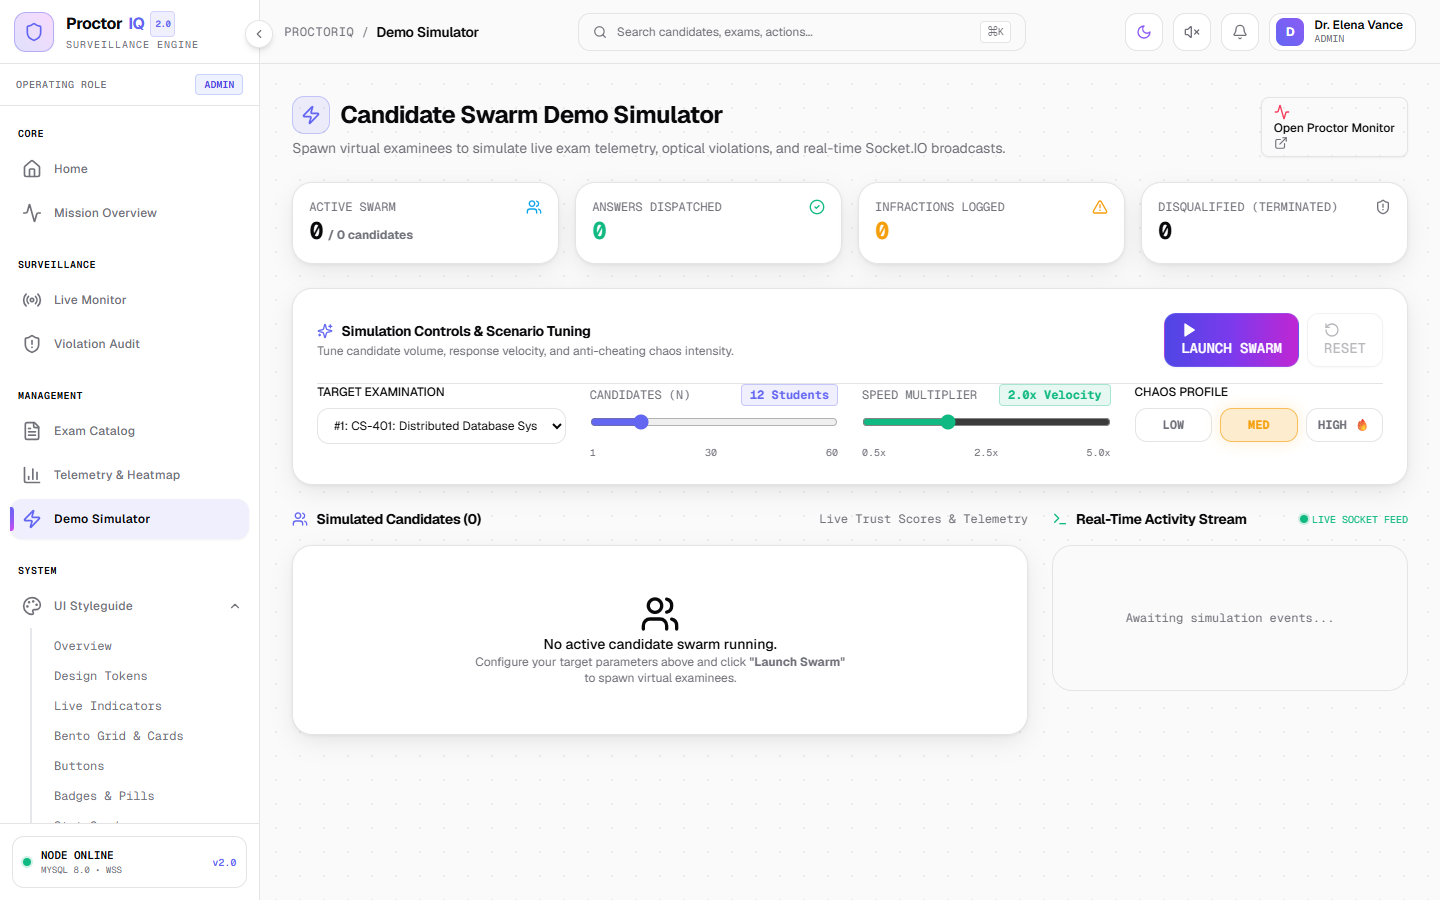 Proctor IQ 2.0
SURVEILLANCE ENGINE
OPERATING ROLE ADMIN
CORE
Home
Mission Overview
SURVEILLANCE
Live Monitor
Violation Audit
MANAGEMENT
Exam Catalog
Telemetry & Heatmap
Demo Simulator
SYSTEM
UI Styleguide
Overview
Design Tokens
Live Indicators
Bento Grid & Cards
Buttons
Badges & Pills
NODE ONLINE
MYSQL 8.0 • WSS
v2.0
PROCTORIQ / Demo Simulator
Search candidates, exams, actions...
⌘K
D
Dr. Elena Vance
ADMIN
Candidate Swarm Demo Simulator
Spawn virtual examinees to simulate live exam telemetry, optical violations, and real-time Socket.IO broadcasts.
Open Proctor Monitor
ACTIVE SWARM
0 / 0 candidates
ANSWERS DISPATCHED
0
INFRACTIONS LOGGED
0
DISQUALIFIED (TERMINATED)
0
Simulation Controls & Scenario Tuning
Tune candidate volume, response velocity, and anti-cheating chaos intensity.
LAUNCH SWARM
RESET
TARGET EXAMINATION
#1: CS-401: Distributed Database Sys
CANDIDATES (N) 12 Students
1 30 60
SPEED MULTIPLIER 2.0x Velocity
0.5x 2.5x 5.0x
CHAOS PROFILE
LOW MED HIGH 🔥
Simulated Candidates (0)
Live Trust Scores & Telemetry
No active candidate swarm running.
Configure your target parameters above and click "Launch Swarm"
to spawn virtual examinees.
Real-Time Activity Stream
LIVE SOCKET FEED
Awaiting simulation events...